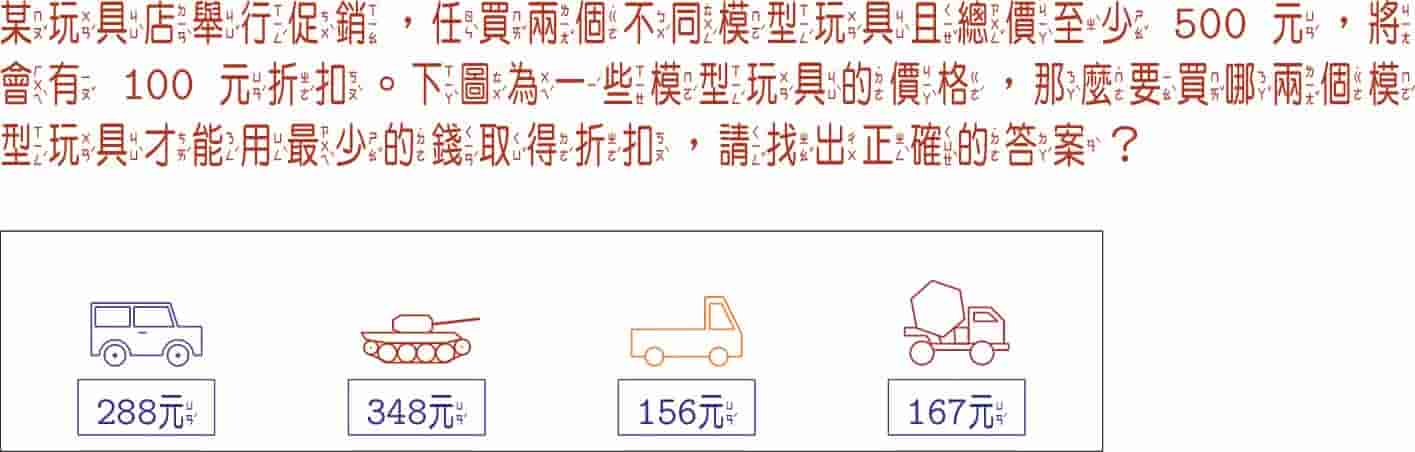 某玩具店舉行促銷，任買兩個不同模型玩具且總價至少 500 元，將
會有 100 元折扣。下圖為一些模型玩具的價格，那麼要買哪兩個模
型玩具才能用最少的錢取得折扣，請找出正確的答案？
288元 348元 156元 167元